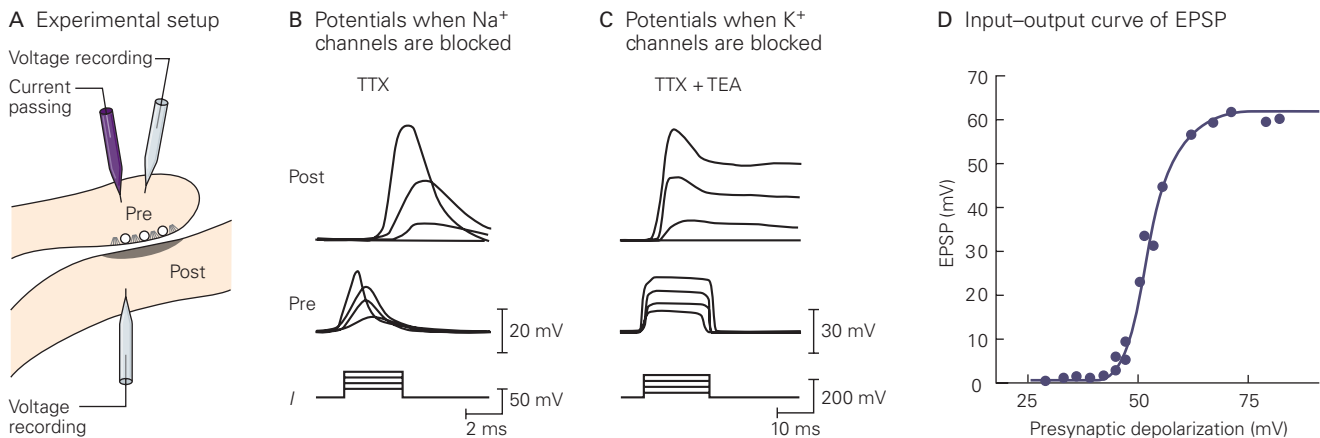 A Experimental setup
Voltage recording
Current
passing
Pre
Post
Voltage
recording
B Potentials when Na+
channels are blocked
TTX
Post
Pre
20 mV
I
50 mV
2 ms
C Potentials when K+
channels are blocked
TTX + TEA
30 mV
200 mV
10 ms
D Input–output curve of EPSP
70
60
50
40
30
20
10
0
EPSP (mV)
25
50
75
Presynaptic depolarization (mV)